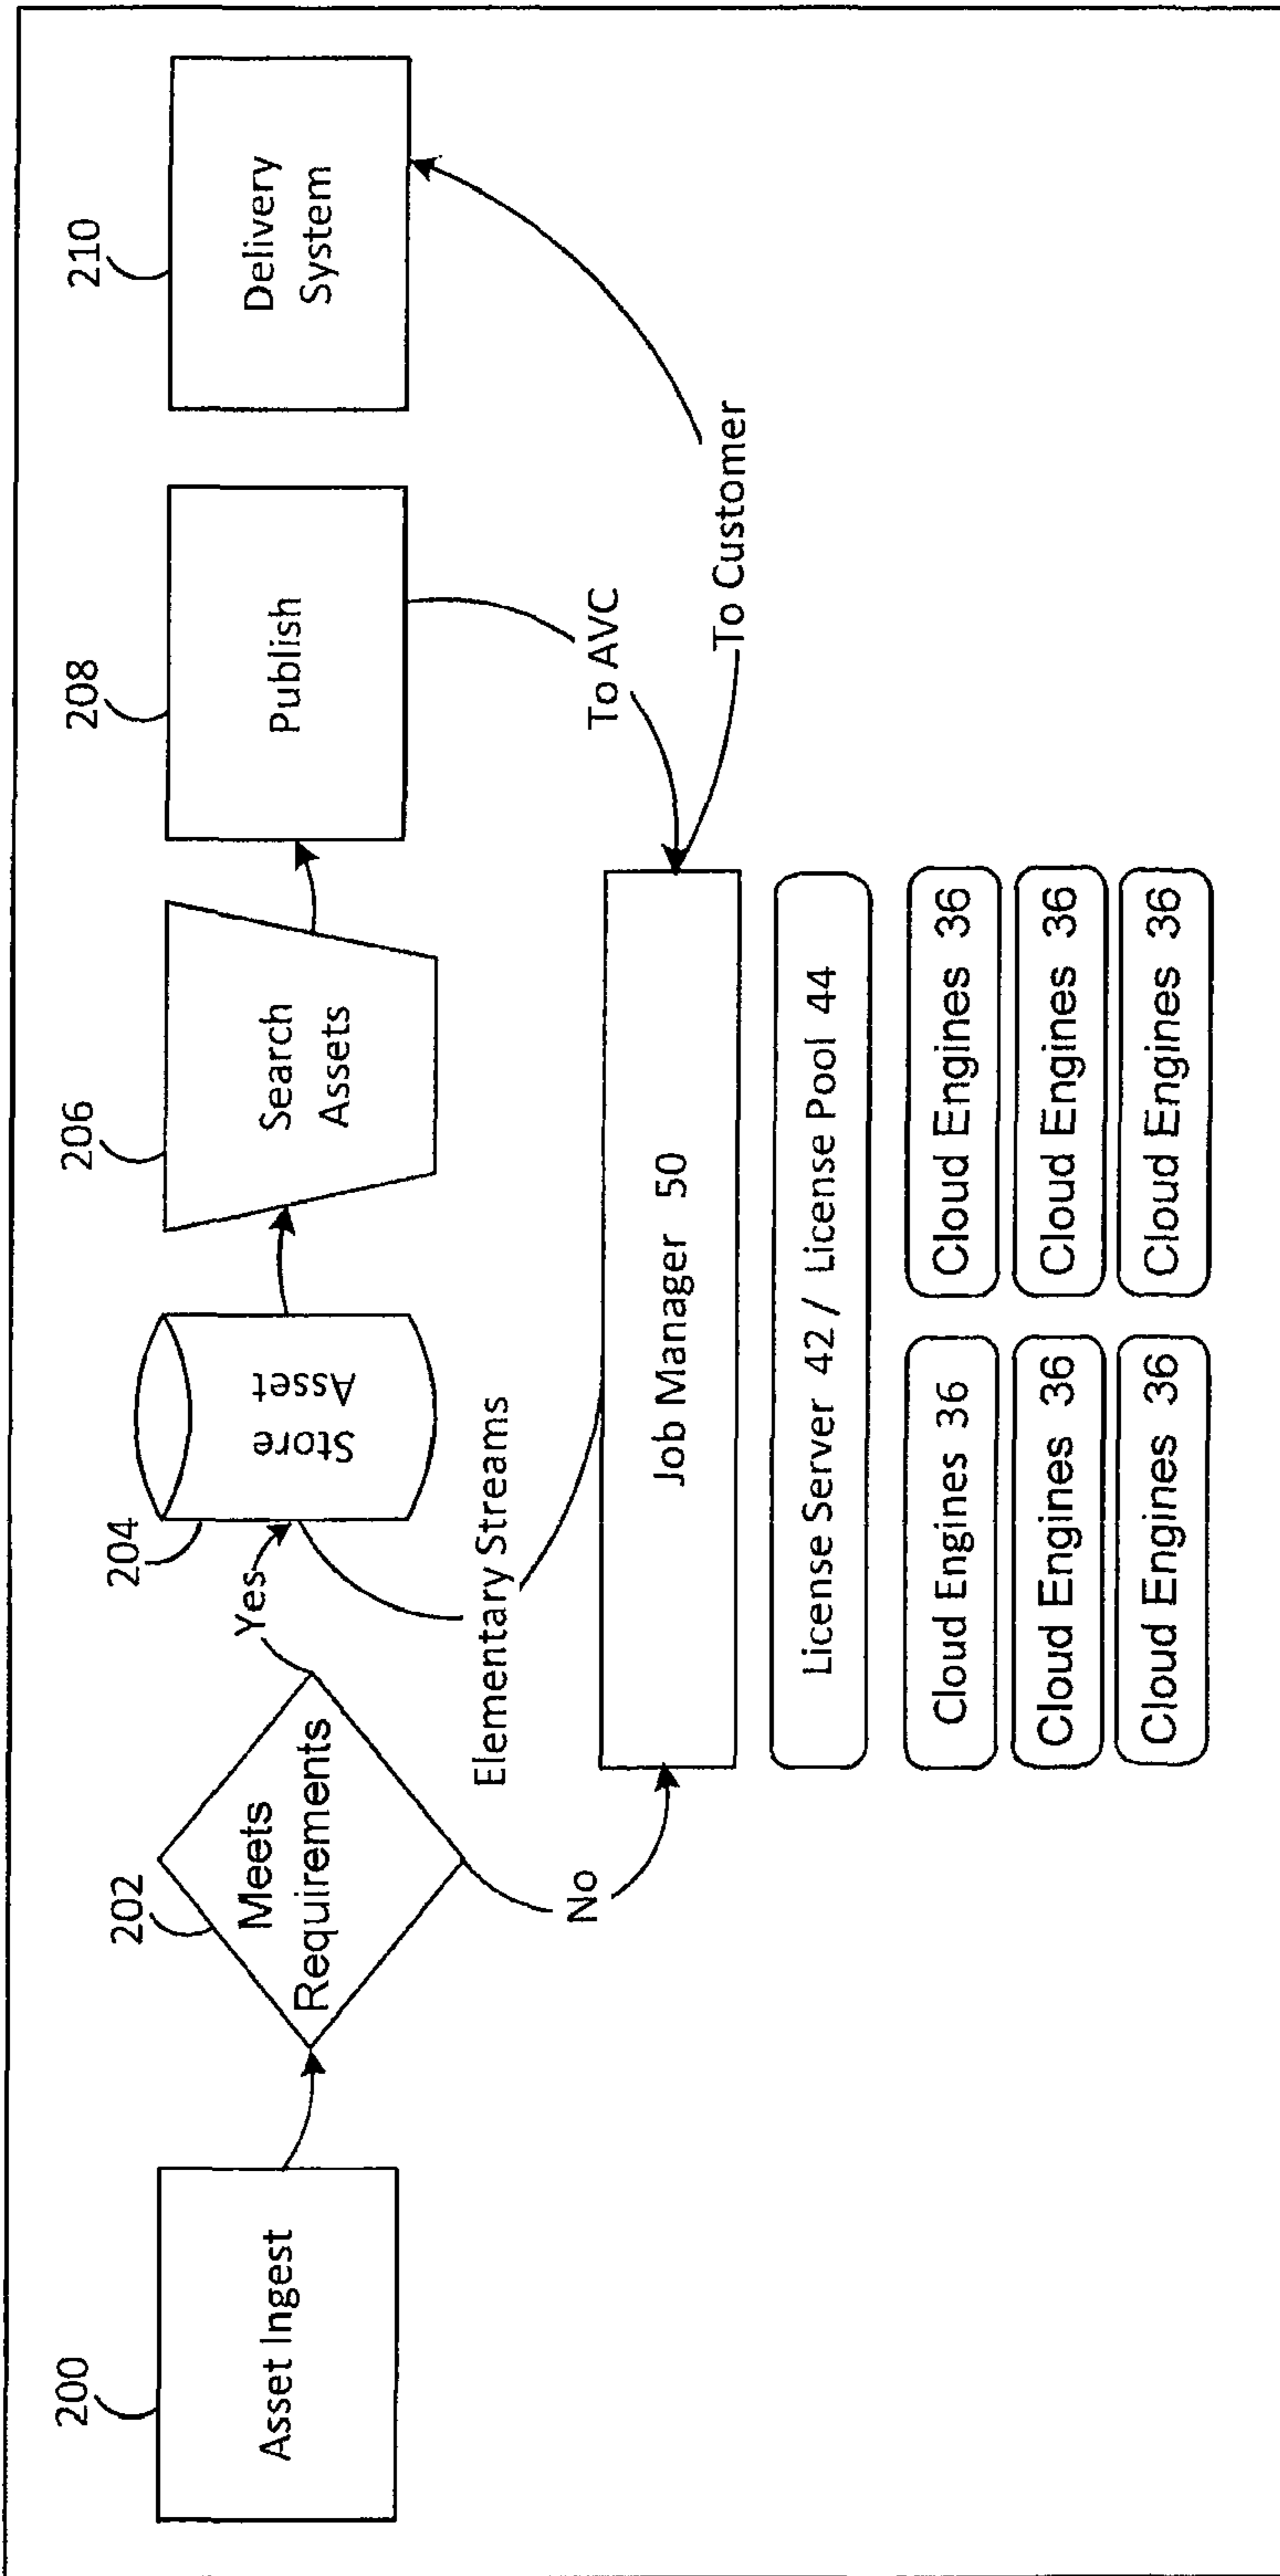 200
Asset Ingest
202
Meets
Requirements
Yes
No
204
Asset
Store
Elementary Streams
206
Search
Assets
208
Publish
To AVC
210
Delivery
System
To Customer
Job Manager 50
License Server 42 / License Pool 44
Cloud Engines 36
Cloud Engines 36
Cloud Engines 36
Cloud Engines 36
Cloud Engines 36
Cloud Engines 36